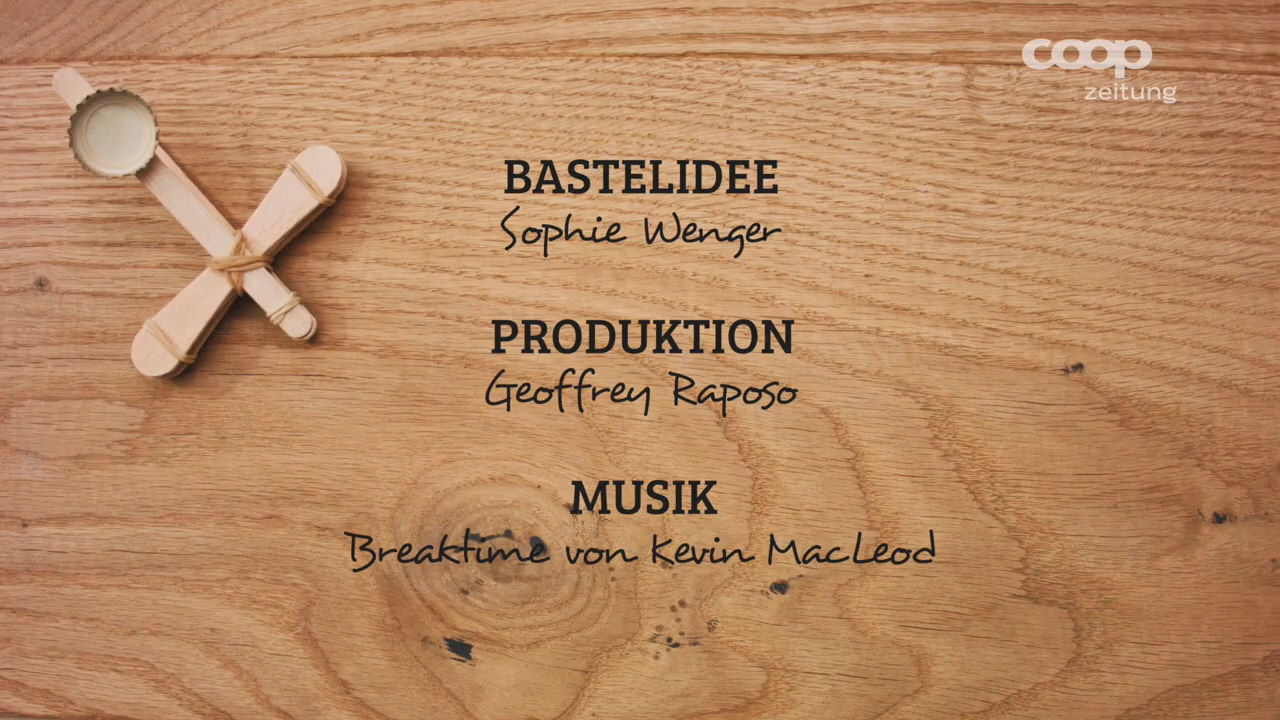 coop
zeitung
BASTELIDEE
Sophie Wenger
PRODUKTION
Geoffrey Raposo
MUSIK
Breaktime von Kevin MacLeod